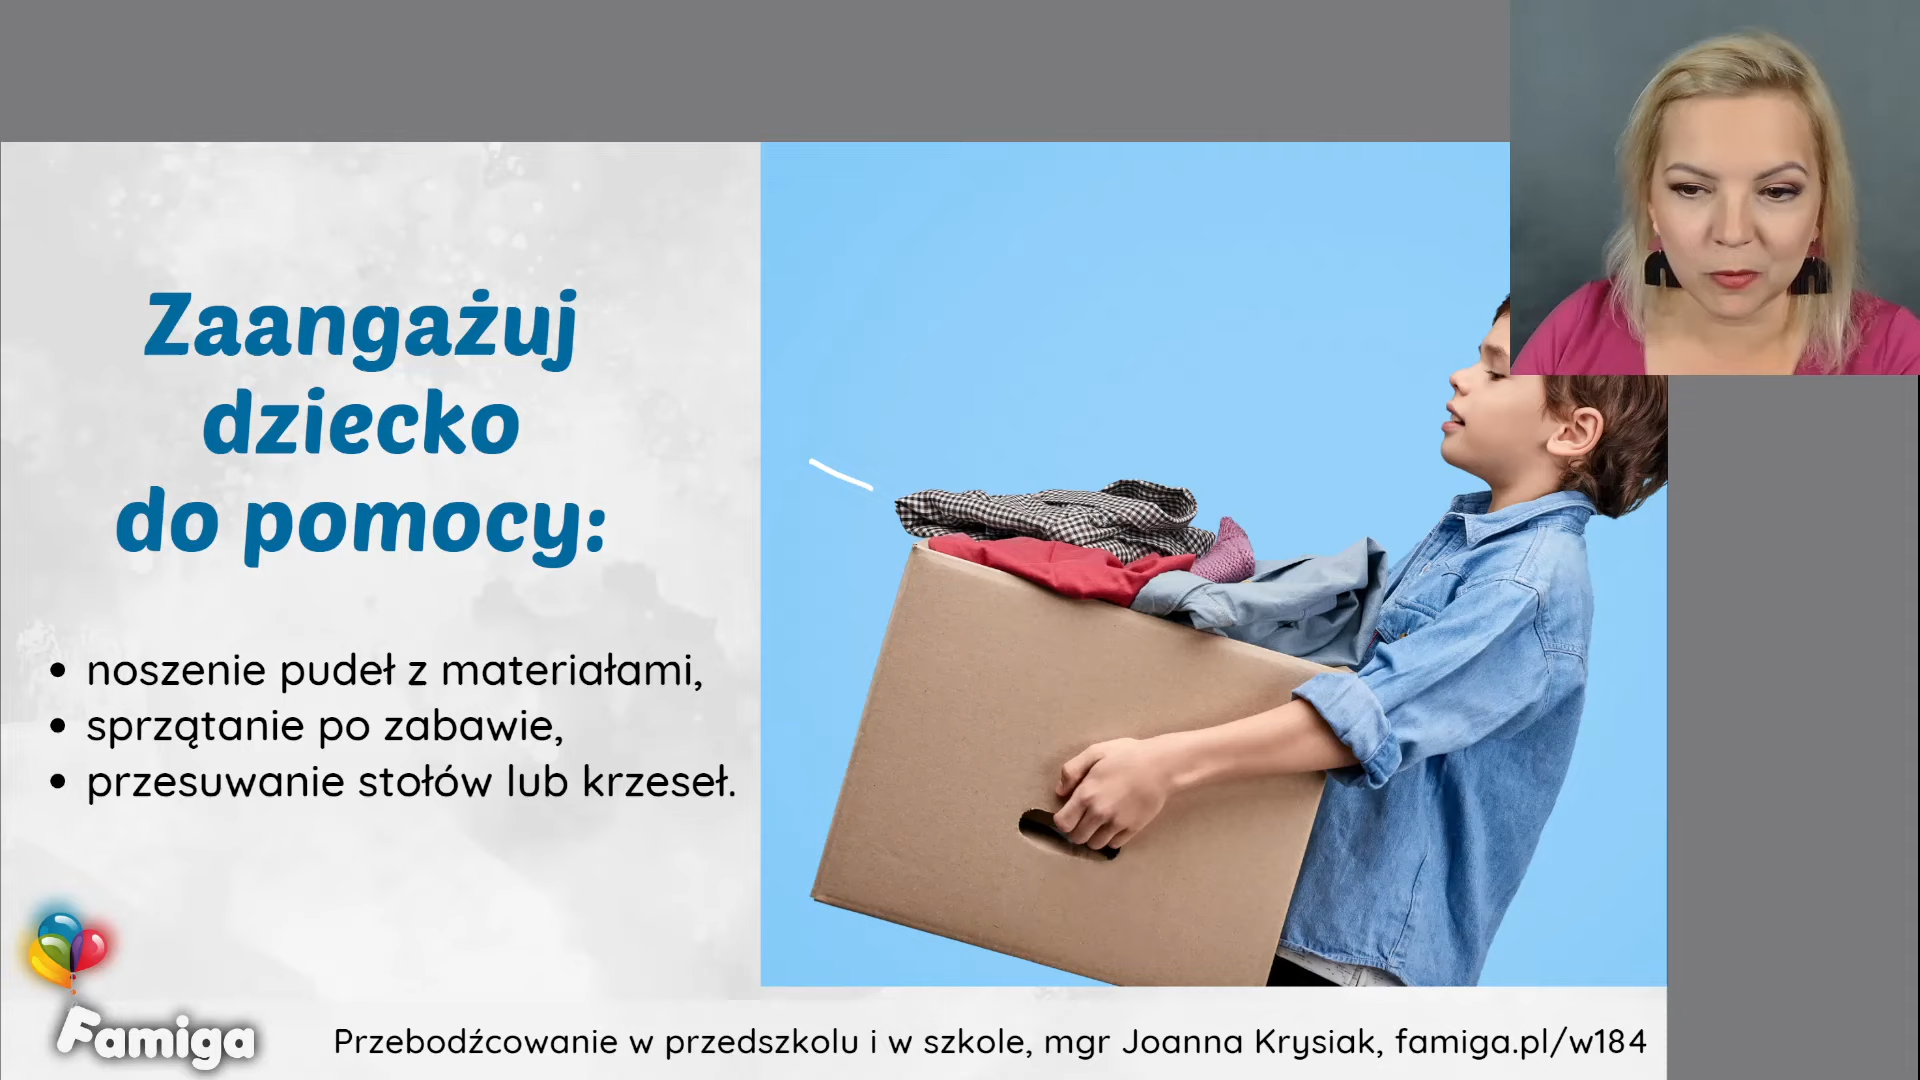 Zaangażuj
dziecko
do pomocy:
• noszenie pudeł z materiałami,
• sprzątanie po zabawie,
• przesuwanie stołów lub krzeseł.
Famiga
Przebodźcowanie w przedszkolu i w szkole, mgr Joanna Krysiak, famiga.pl/w184